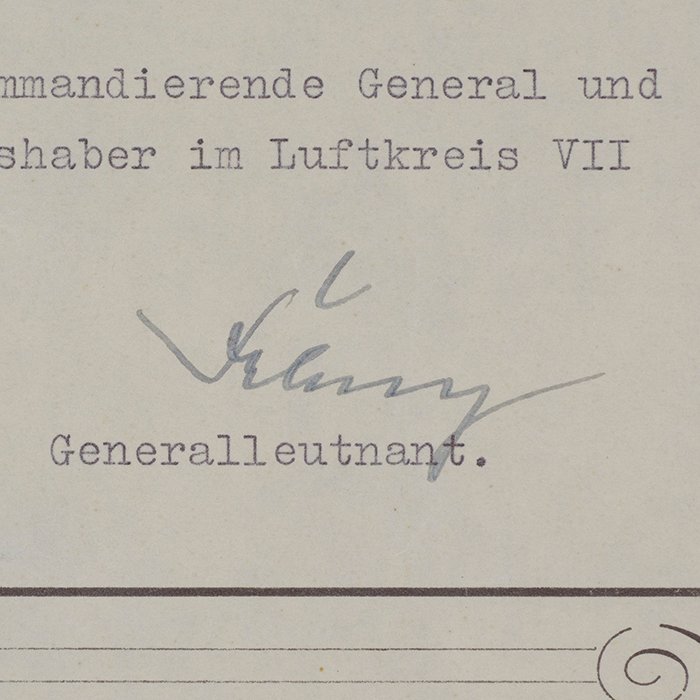 mmandierende General und
shaber im Luftkreis VII
Generalleutnant.